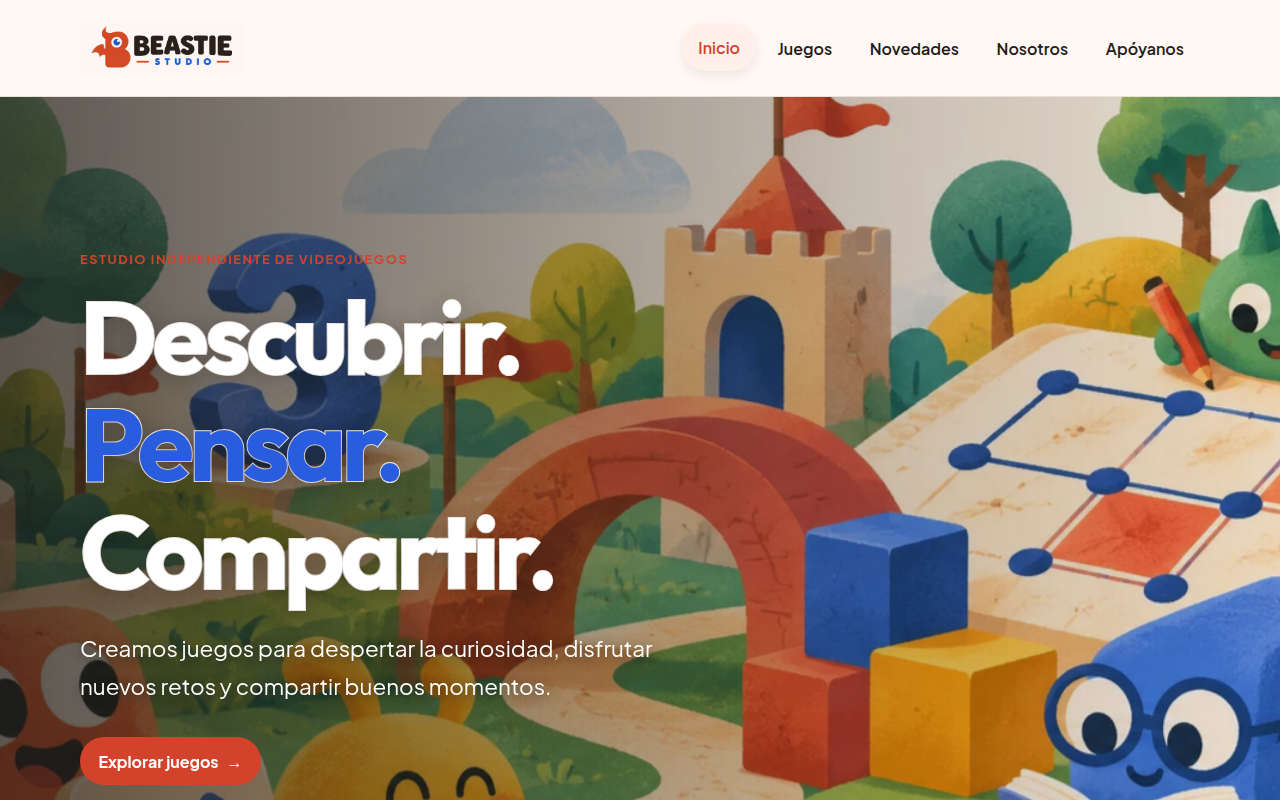 BEASTIE
STUDIO
Inicio
Juegos
Novedades
Nosotros
Apóyanos
ESTUDIO INDEPENDIENTE DE VIDEOJUEGOS
Descubrir.
Pensar.
Compartir.
Creamos juegos para despertar la curiosidad, disfrutar
nuevos retos y compartir buenos momentos.
Explorar juegos →
3